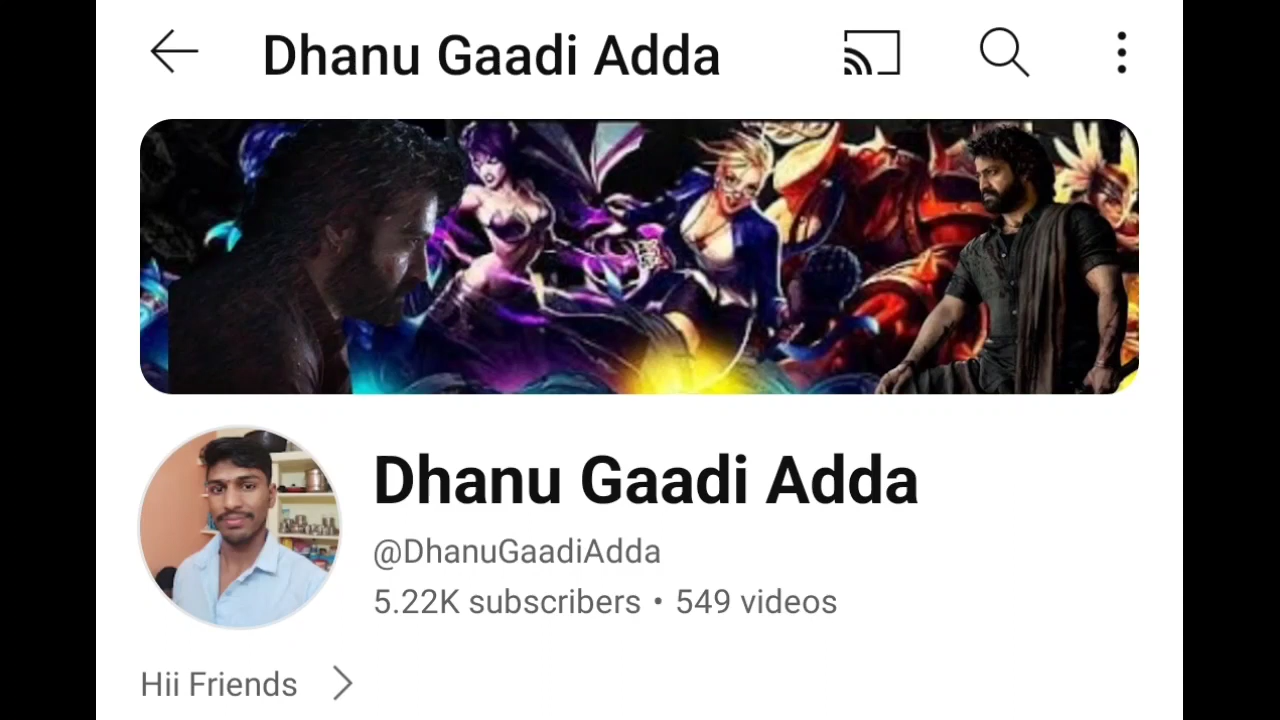 Dhanu Gaadi Adda
Dhanu Gaadi Adda
@DhanuGaadiAdda
5.22K subscribers • 549 videos
Hii Friends